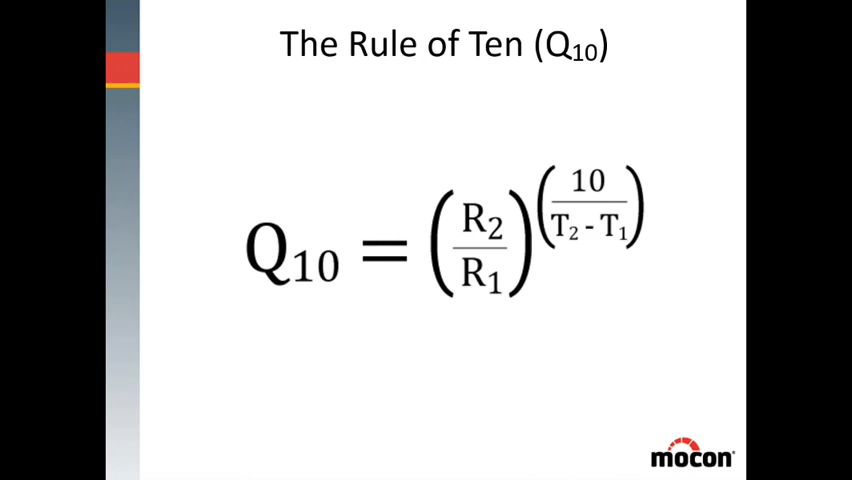 The Rule of Ten (Q₁₀)
Q₁₀ = (R₂/R₁)^(10/(T₂ - T₁))
mocon